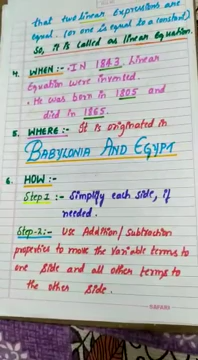 that two linear Expressions are
equal. (or one is equal to a constant)
So, it is called as linear Equation.
4. WHEN :- IN 1843. Linear
Equation were invented.
. He was born in 1805 and
died in 1865.
5. WHERE :- It is originated in
BABYLONIA AND EGYPT
6. HOW :-
Step 1 :- Simplify each side, if
needed.
Step-2 :- Use Addition/Subtraction
properties to move the variable terms to
one side and all other terms to
the other side.
SAFARI